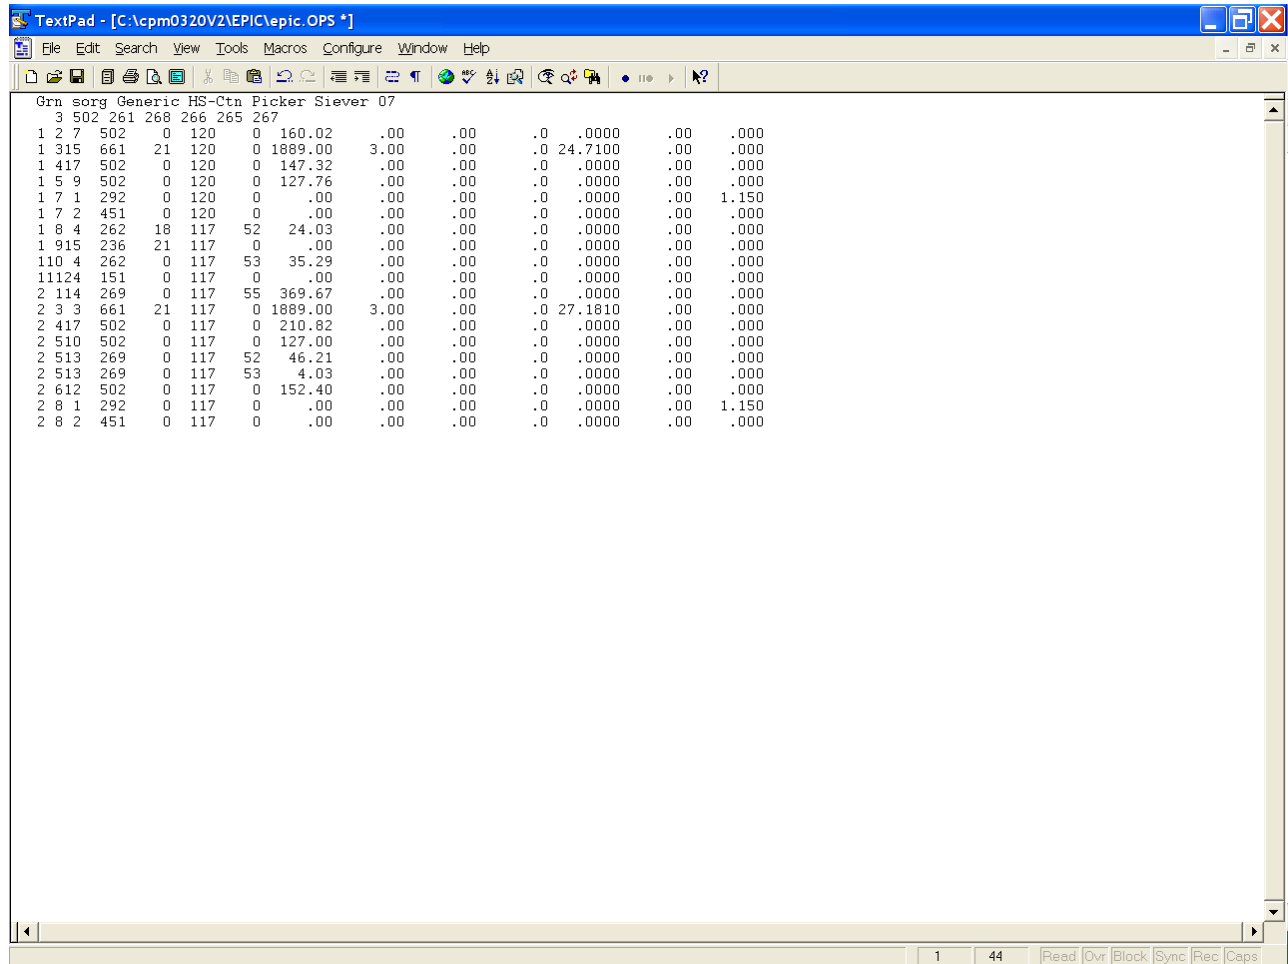 TextPad - [C:\cpm0320V2\EPIC\epic.OPS *]
File Edit Search View Tools Macros Configure Window Help
Grn sorg Generic HS-Ctn Picker Siever 07
3 502 261 268 266 265 267
1 2 7  502    0  120    0  160.02     .00     .00      .0   .0000     .00    .000
1 315  661   21  120    0 1889.00    3.00     .00      .0 24.7100     .00    .000
1 417  502    0  120    0  147.32     .00     .00      .0   .0000     .00    .000
1 5 9  502    0  120    0  127.76     .00     .00      .0   .0000     .00    .000
1 7 1  292    0  120    0     .00     .00     .00      .0   .0000     .00   1.150
1 7 2  451    0  120    0     .00     .00     .00      .0   .0000     .00    .000
1 8 4  262   18  117   52   24.03     .00     .00      .0   .0000     .00    .000
1 915  236   21  117    0     .00     .00     .00      .0   .0000     .00    .000
110 4  262    0  117   53   35.29     .00     .00      .0   .0000     .00    .000
11124  151    0  117    0     .00     .00     .00      .0   .0000     .00    .000
2 114  269    0  117   55  369.67     .00     .00      .0   .0000     .00    .000
2 3 3  661   21  117    0 1889.00    3.00     .00      .0 27.1810     .00    .000
2 417  502    0  117    0  210.82     .00     .00      .0   .0000     .00    .000
2 510  502    0  117    0  127.00     .00     .00      .0   .0000     .00    .000
2 513  269    0  117   52   46.21     .00     .00      .0   .0000     .00    .000
2 513  269    0  117   53    4.03     .00     .00      .0   .0000     .00    .000
2 612  502    0  117    0  152.40     .00     .00      .0   .0000     .00    .000
2 8 1  292    0  117    0     .00     .00     .00      .0   .0000     .00   1.150
2 8 2  451    0  117    0     .00     .00     .00      .0   .0000     .00    .000
1 44 Read Ovr Block Sync Rec Caps